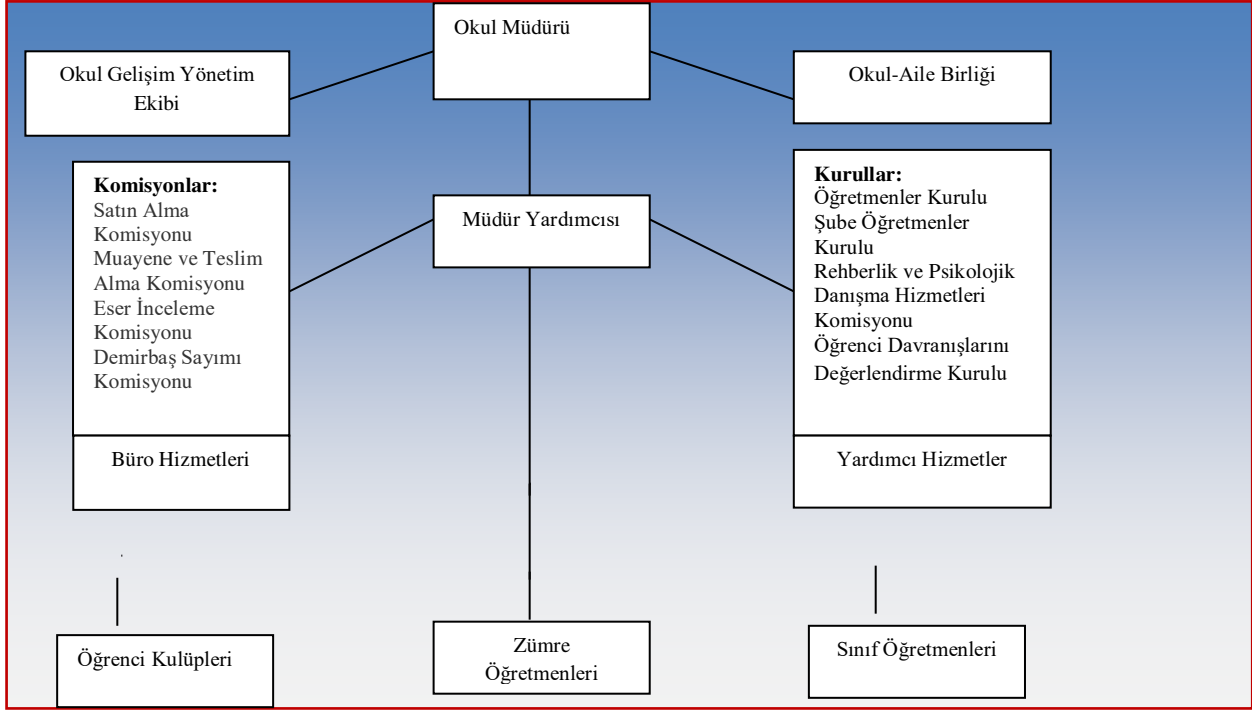 Okul Müdürü
Okul Gelişim Yönetim
Ekibi
Okul-Aile Birliği
Komisyonlar:
Satın Alma
Komisyonu
Muayene ve Teslim
Alma Komisyonu
Eser İnceleme
Komisyonu
Demirbaş Sayımı
Komisyonu
Müdür Yardımcısı
Kurullar:
Öğretmenler Kurulu
Şube Öğretmenler
Kurulu
Rehberlik ve Psikolojik
Danışma Hizmetleri
Komisyonu
Öğrenci Davranışlarını
Değerlendirme Kurulu
Büro Hizmetleri
Yardımcı Hizmetler
Öğrenci Kulüpleri
Zümre
Öğretmenleri
Sınıf Öğretmenleri